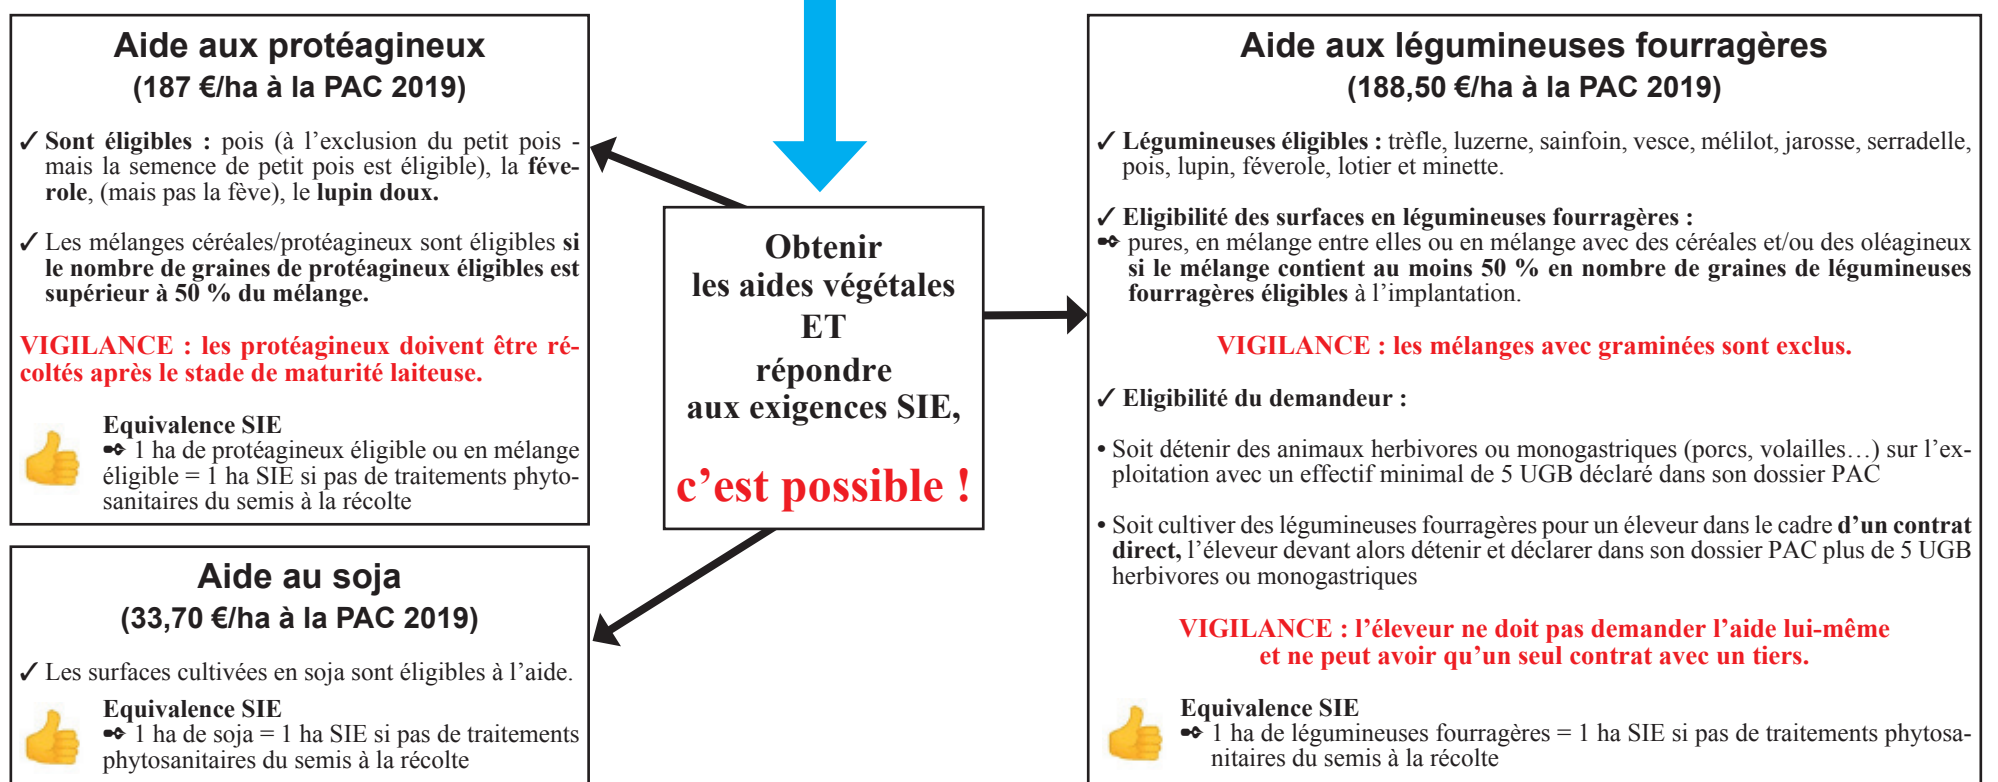 Aide aux protéagineux
(187 €/ha à la PAC 2019)
✓ Sont éligibles : pois (à l’exclusion du petit pois -
mais la semence de petit pois est éligible), la féve-
role, (mais pas la fève), le lupin doux.
✓ Les mélanges céréales/protéagineux sont éligibles si
le nombre de graines de protéagineux éligibles est
supérieur à 50 % du mélange.
VIGILANCE : les protéagineux doivent être ré-
coltés après le stade de maturité laiteuse.
Equivalence SIE
➻ 1 ha de protéagineux éligible ou en mélange
éligible = 1 ha SIE si pas de traitements phyto-
sanitaires du semis à la récolte
Aide au soja
(33,70 €/ha à la PAC 2019)
✓ Les surfaces cultivées en soja sont éligibles à l’aide.
Equivalence SIE
➻ 1 ha de soja = 1 ha SIE si pas de traitements
phytosanitaires du semis à la récolte
Obtenir
les aides végétales
ET
répondre
aux exigences SIE,
c’est possible !
Aide aux légumineuses fourragères
(188,50 €/ha à la PAC 2019)
✓ Légumineuses éligibles : trèfle, luzerne, sainfoin, vesce, mélilot, jarosse, serradelle,
pois, lupin, féverole, lotier et minette.
✓ Eligibilité des surfaces en légumineuses fourragères :
➻ pures, en mélange entre elles ou en mélange avec des céréales et/ou des oléagineux
si le mélange contient au moins 50 % en nombre de graines de légumineuses
fourragères éligibles à l’implantation.
VIGILANCE : les mélanges avec graminées sont exclus.
✓ Eligibilité du demandeur :
• Soit détenir des animaux herbivores ou monogastriques (porcs, volailles…) sur l’ex-
ploitation avec un effectif minimal de 5 UGB déclaré dans son dossier PAC
• Soit cultiver des légumineuses fourragères pour un éleveur dans le cadre d’un contrat
direct, l’éleveur devant alors détenir et déclarer dans son dossier PAC plus de 5 UGB
herbivores ou monogastriques
VIGILANCE : l’éleveur ne doit pas demander l’aide lui-même
et ne peut avoir qu’un seul contrat avec un tiers.
Equivalence SIE
➻ 1 ha de légumineuses fourragères = 1 ha SIE si pas de traitements phytosa-
nitaires du semis à la récolte